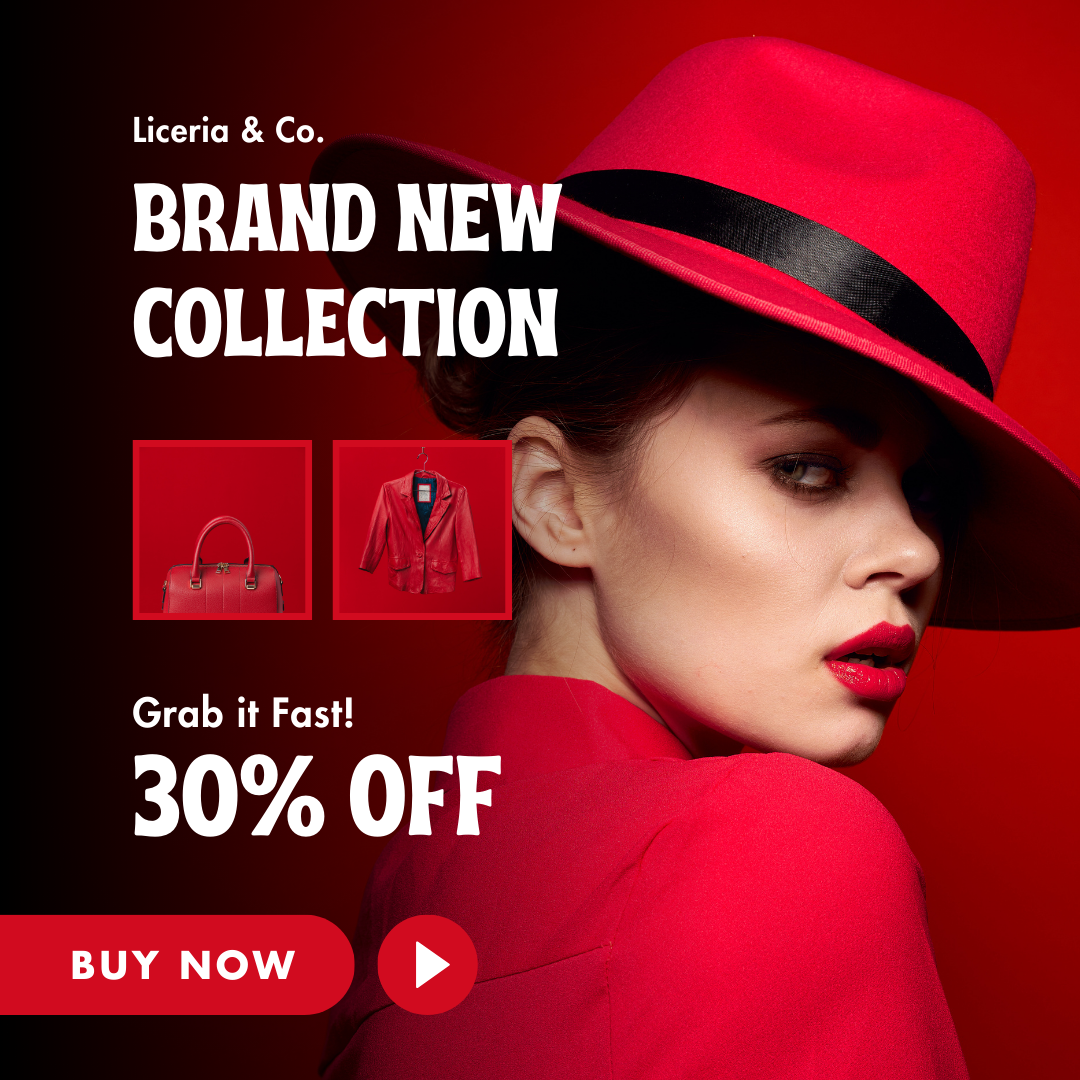 Liceria & Co.
BRAND NEW
COLLECTION
Grab it Fast!
30% OFF
BUY NOW